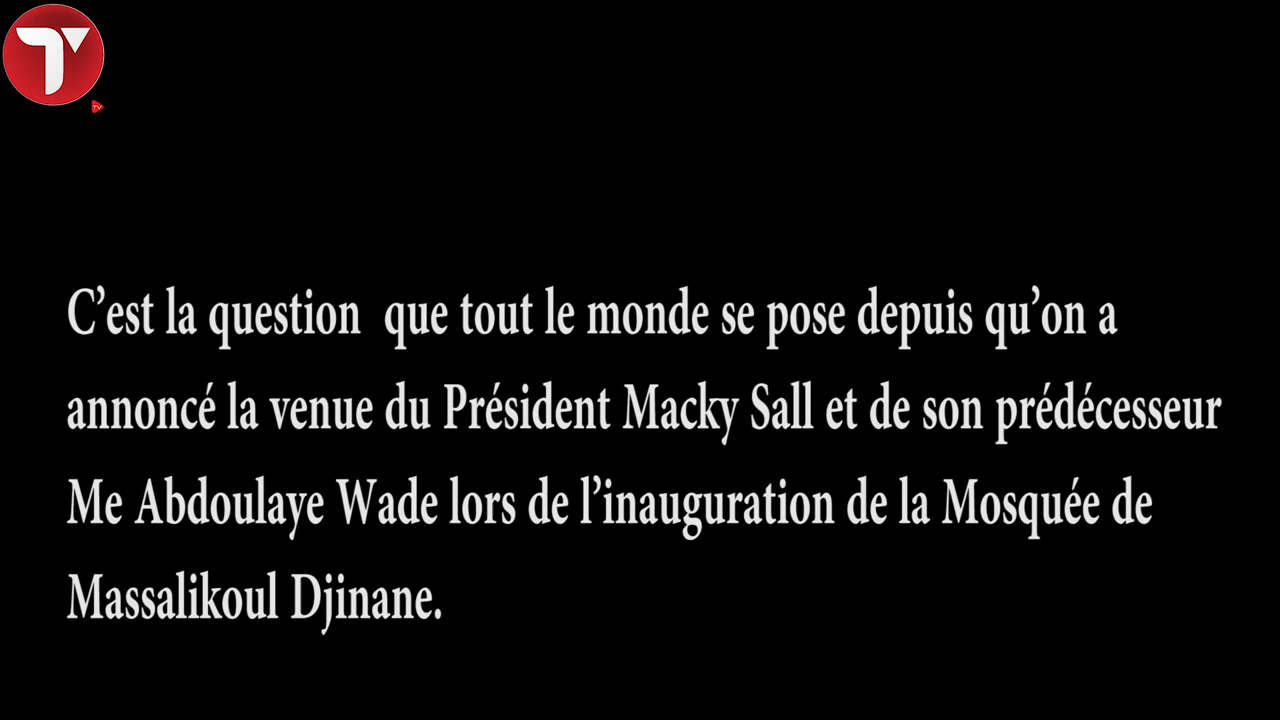 T
TV
C’est la question  que tout le monde se pose depuis qu’on a
annoncé la venue du Président Macky Sall et de son prédécesseur
Me Abdoulaye Wade lors de l’inauguration de la Mosquée de
Massalikoul Djinane.